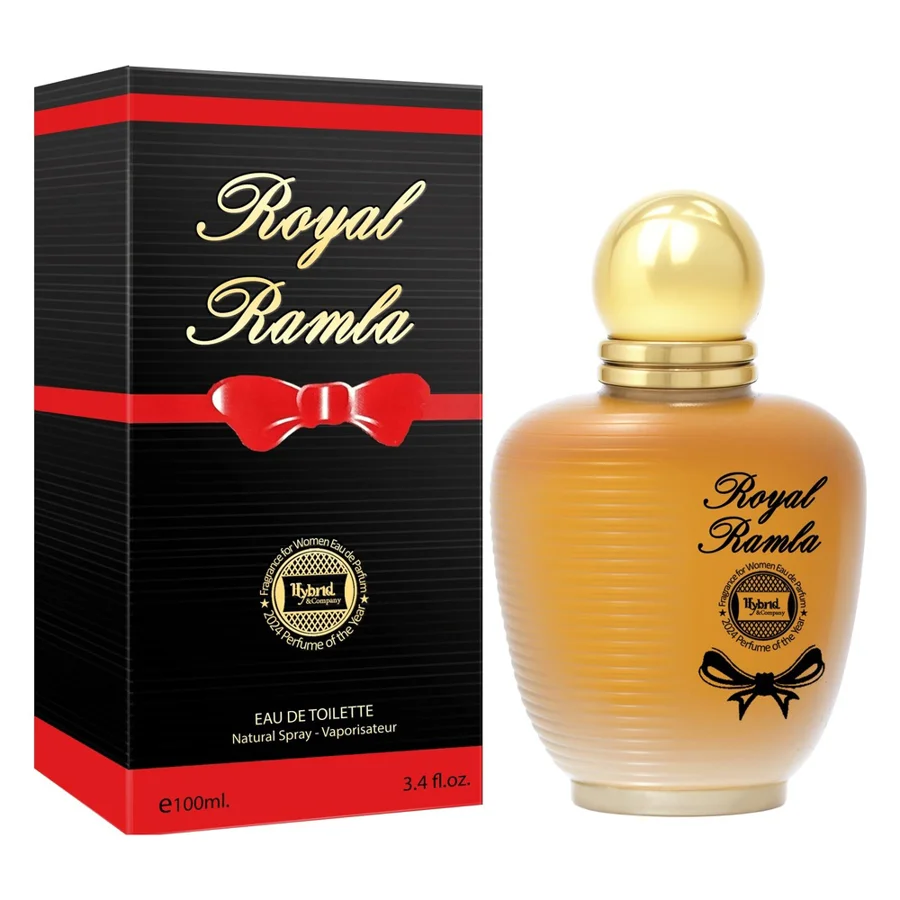 Royal
Ramla
Fragrance for Women Eau de Parfum
Hybrid
&Company
★ 2024 Perfume of the Year ★
EAU DE TOILETTE
Natural Spray - Vaporisateur
e100ml.
3.4 fl.oz.
Royal
Ramla
Fragrance for Women Eau de Parfum
Hybrid
&Company
★ 2024 Perfume of the Year ★